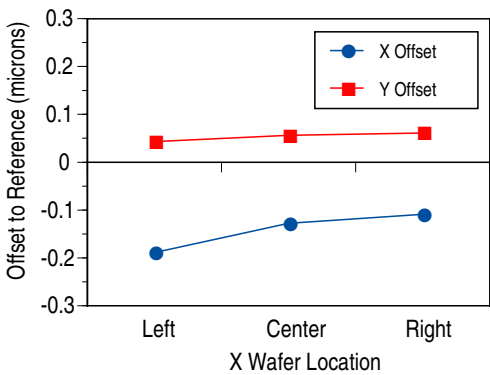 0.3
0.2
0.1
0
-0.1
-0.2
-0.3
Offset to Reference (microns)
X Offset
Y Offset
Left Center Right
X Wafer Location